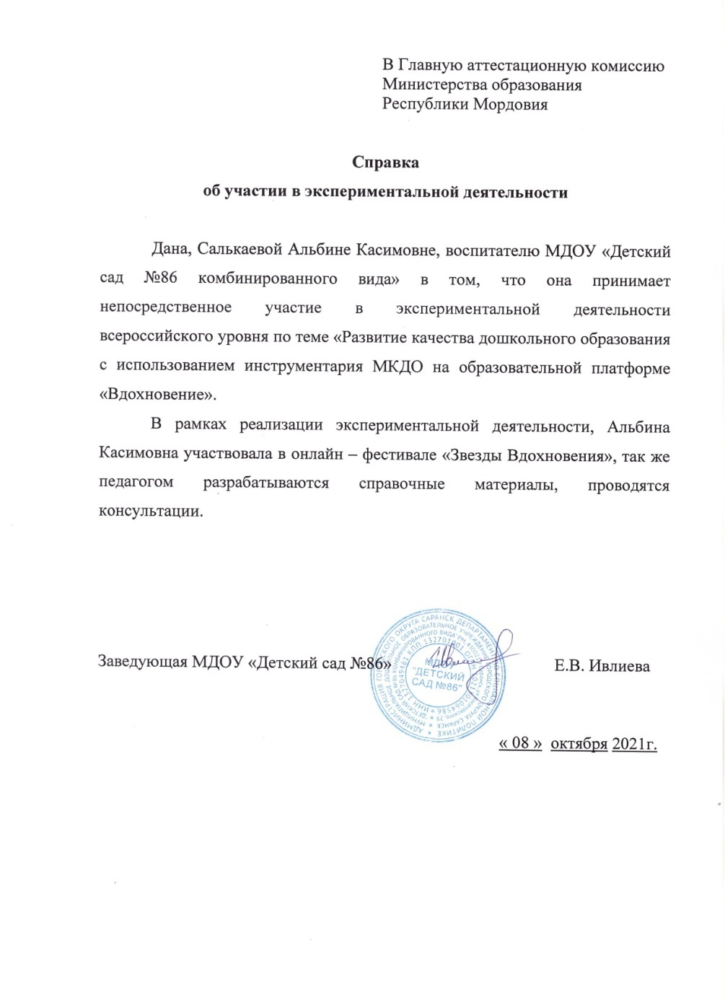 В Главную аттестационную комиссию
Министерства образования
Республики Мордовия
Справка
об участии в экспериментальной деятельности
Дана, Салькаевой Альбине Касимовне, воспитателю МДОУ «Детский
сад №86 комбинированного вида» в том, что она принимает
непосредственное участие в экспериментальной деятельности
всероссийского уровня по теме «Развитие качества дошкольного образования
с использованием инструментария МКДО на образовательной платформе
«Вдохновение».
В рамках реализации экспериментальной деятельности, Альбина
Касимовна участвовала в онлайн – фестивале «Звезды Вдохновения», так же
педагогом разрабатываются справочные материалы, проводятся
консультации.
Заведующая МДОУ «Детский сад №86»
Е.В. Ивлиева
АДМИНИСТРАЦИЯ ГОРОДСКОГО ОКРУГА САРАНСК ДЕПАРТАМЕНТ ПО СОЦИАЛЬНОЙ ПОЛИТИКЕ
МДОУ
"ДЕТСКИЙ
САД №86"
« 08 » октября 2021г.